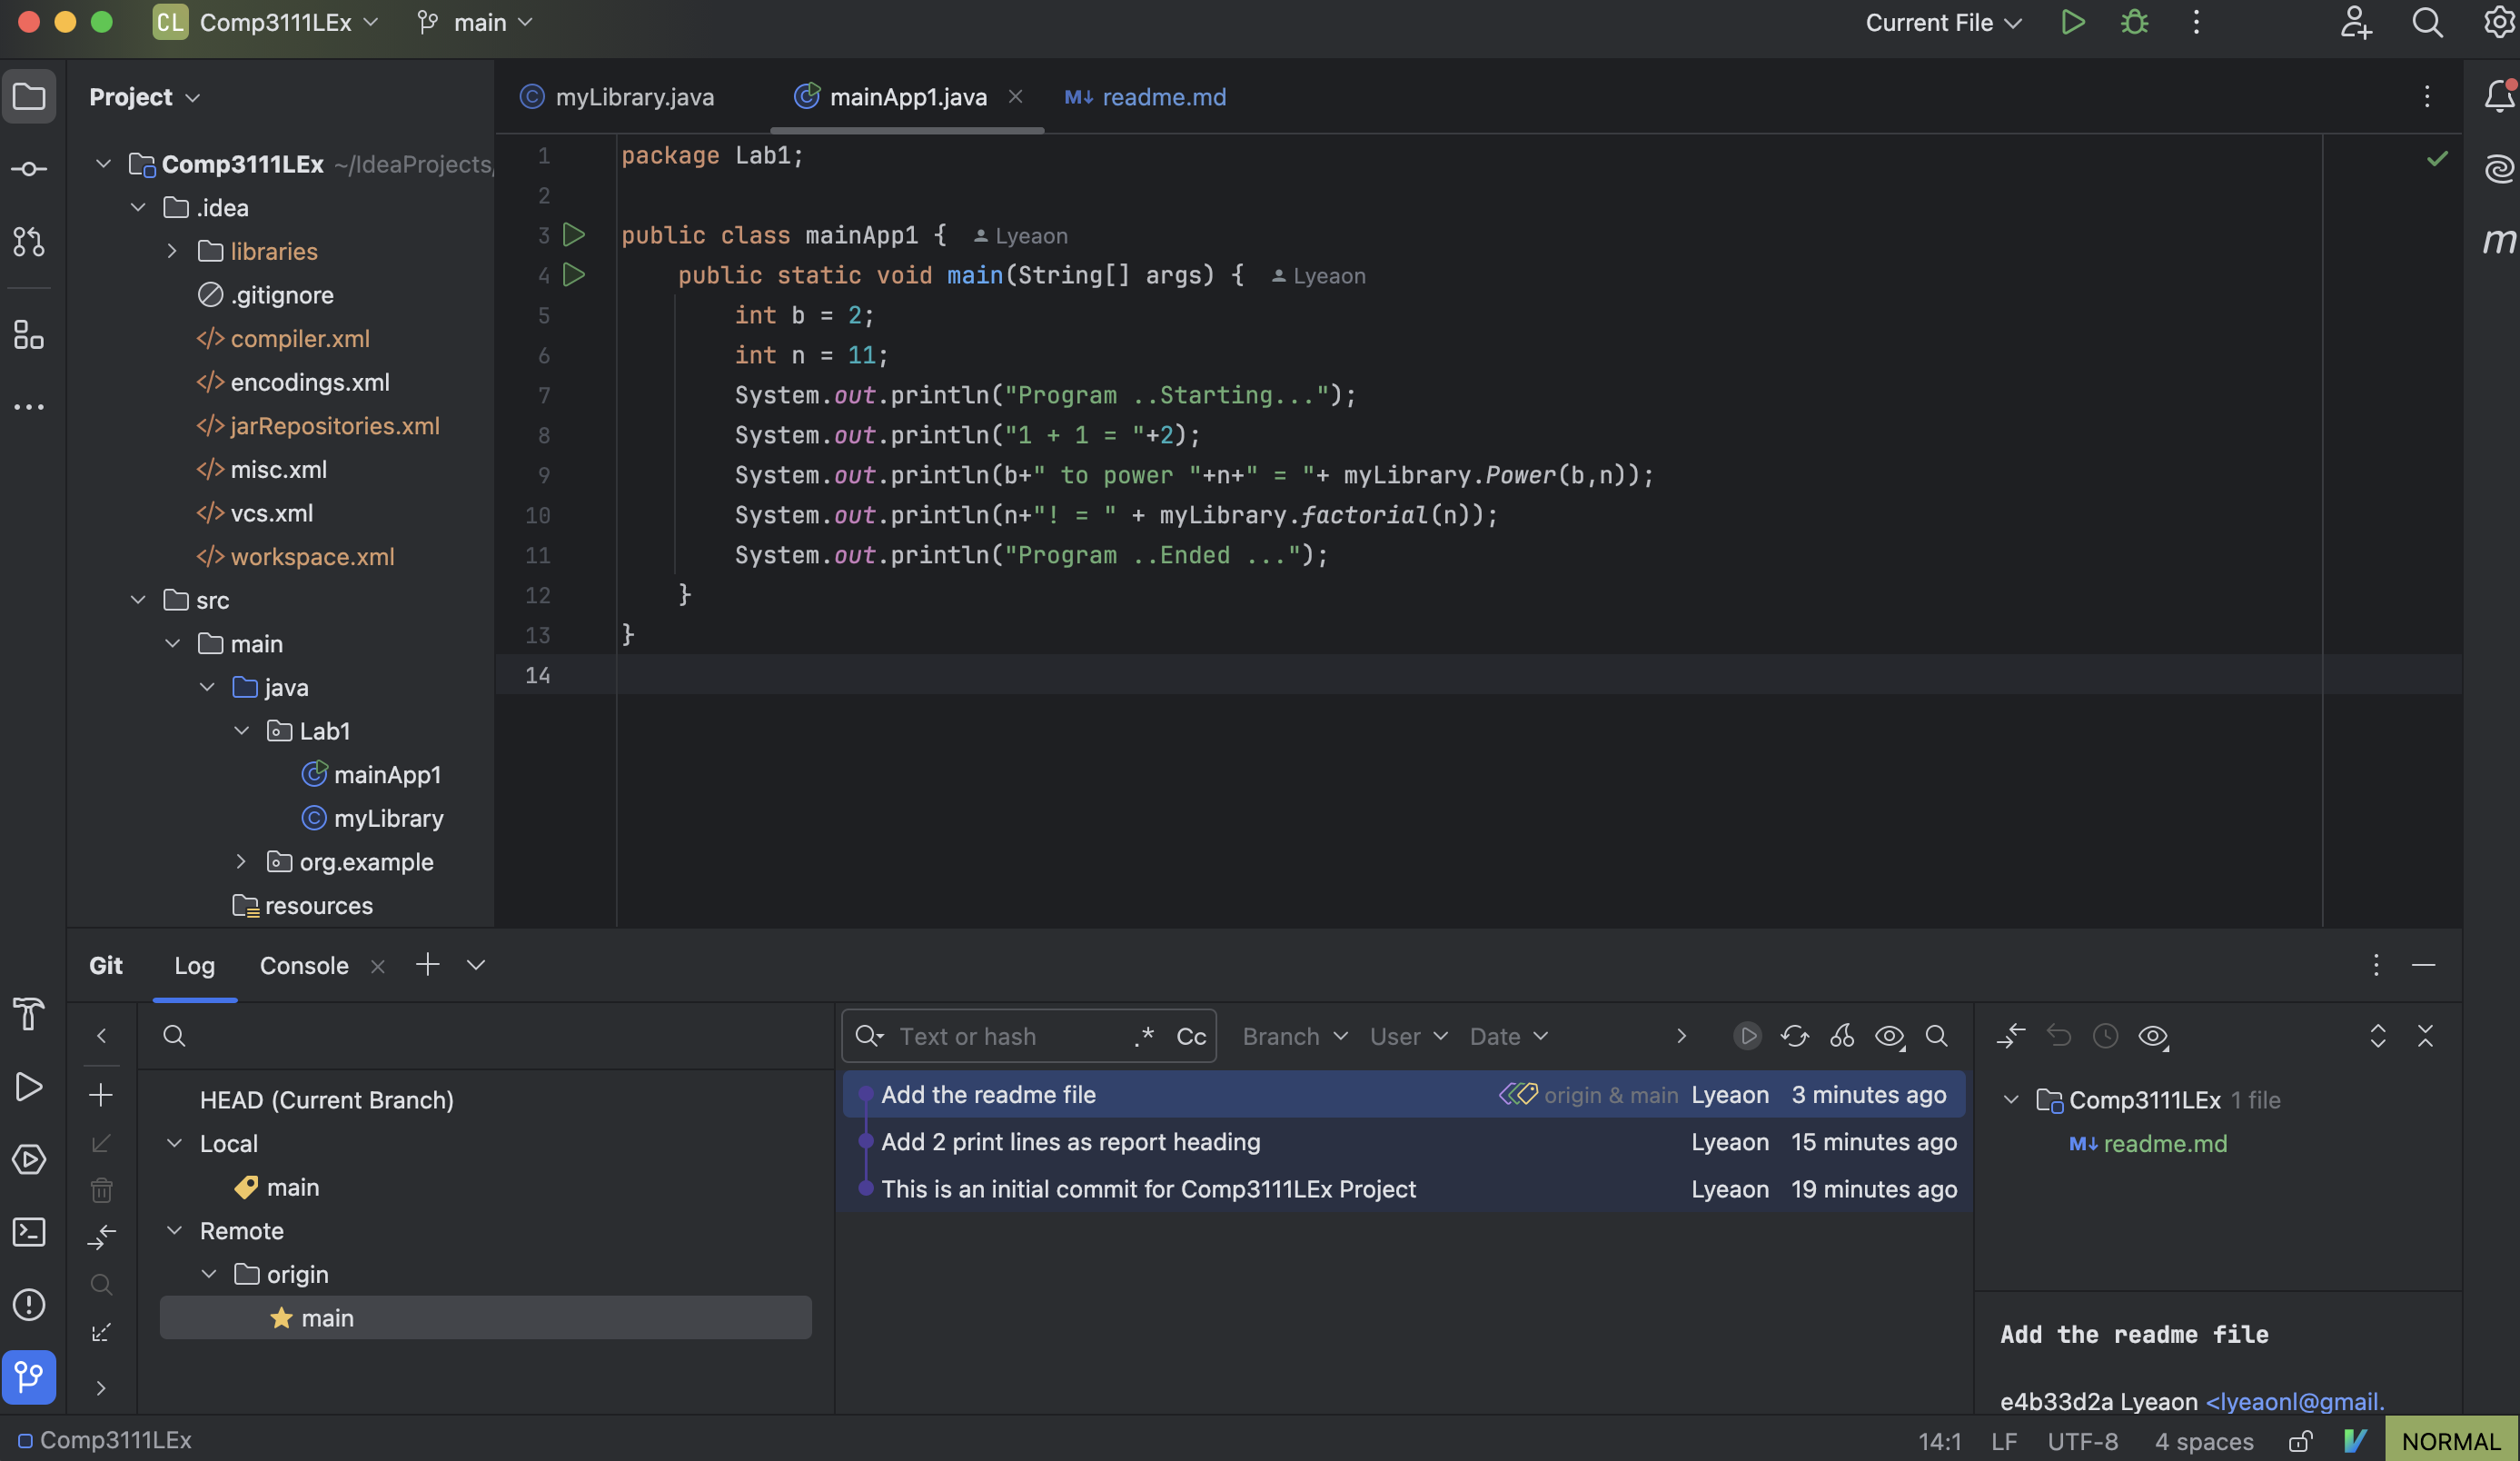 CL Comp3111LEx main Current File
Project
Comp3111LEx ~/IdeaProjects/
.idea
libraries
.gitignore
</> compiler.xml
</> encodings.xml
</> jarRepositories.xml
</> misc.xml
</> vcs.xml
</> workspace.xml
src
main
java
Lab1
mainApp1
myLibrary
org.example
resources
myLibrary.java mainApp1.java readme.md
1 package Lab1;
2
3 public class mainApp1 { Lyeaon
4 public static void main(String[] args) { Lyeaon
5 int b = 2;
6 int n = 11;
7 System.out.println("Program ..Starting...");
8 System.out.println("1 + 1 = "+2);
9 System.out.println(b+" to power "+n+" = "+ myLibrary.Power(b,n));
10 System.out.println(n+"! = " + myLibrary.factorial(n));
11 System.out.println("Program ..Ended ...");
12 }
13 }
14
Git Log Console
HEAD (Current Branch)
Local
main
Remote
origin
main
Text or hash .* Cc Branch User Date
Add the readme file origin & main Lyeaon 3 minutes ago
Add 2 print lines as report heading Lyeaon 15 minutes ago
This is an initial commit for Comp3111LEx Project Lyeaon 19 minutes ago
Comp3111LEx 1 file
readme.md
Add the readme file
e4b33d2a Lyeaon <lyeaonl@gmail.
Comp3111LEx 14:1 LF UTF-8 4 spaces NORMAL